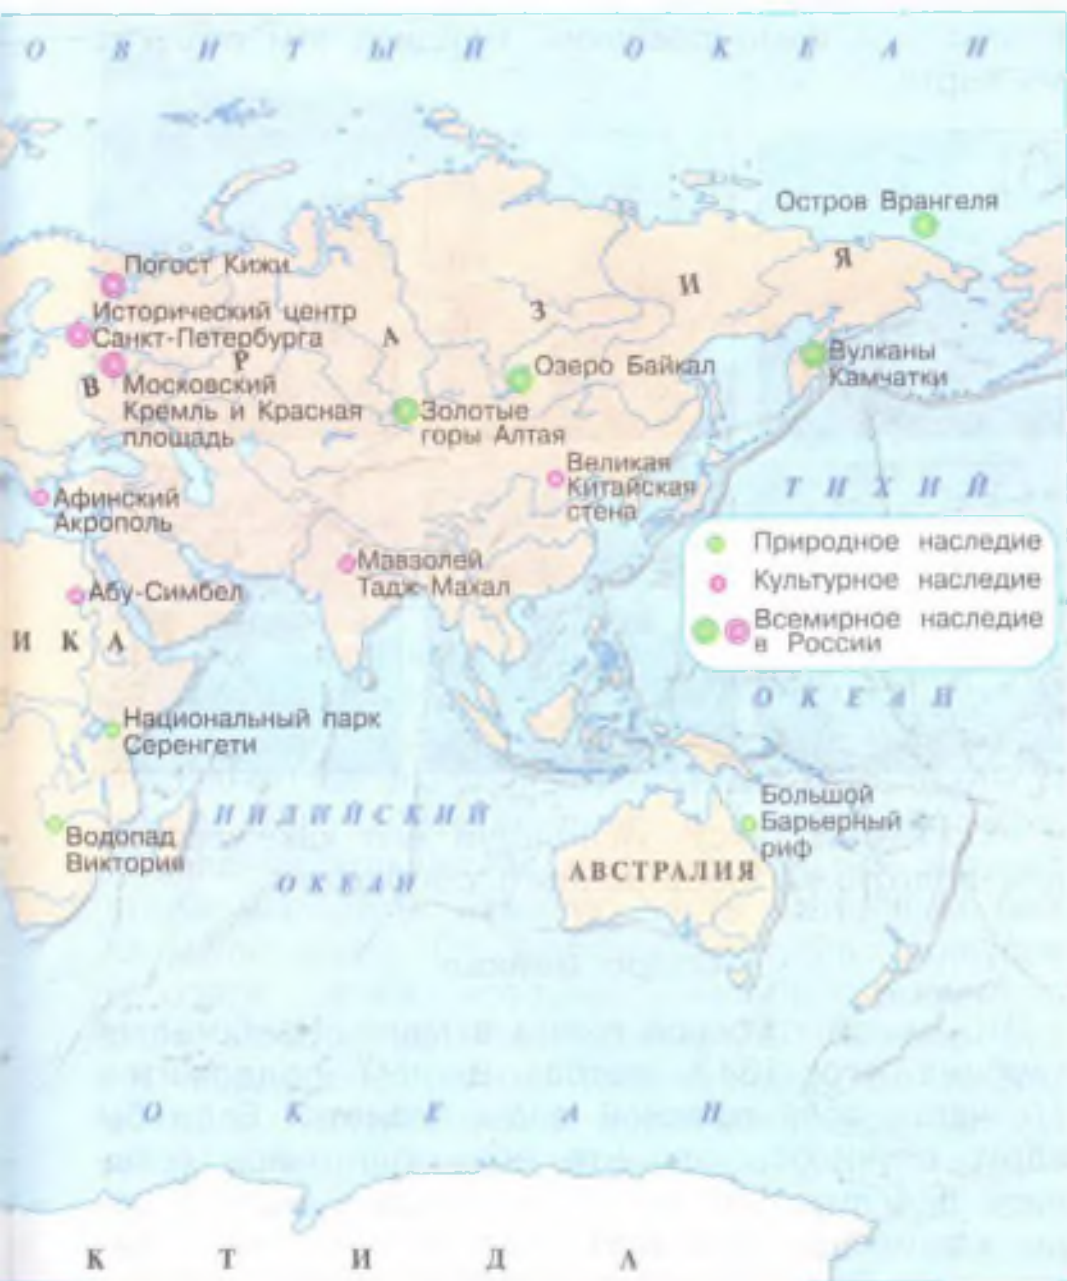 О В И Т Ы Й О К Е А Н
Остров Врангеля
Погост Кижи
Исторический центр
Санкт-Петербурга
В Р А З И Я
Московский
Кремль и Красная
площадь
Озеро Байкал
Золотые
горы Алтая
Вулканы
Камчатки
Великая
Китайская
стена
Афинский
Акрополь
Т И Х И Й
Мавзолей
Тадж-Махал
Абу-Симбел
И К А
Природное наследие
Культурное наследие
Всемирное наследие
в России
О К Е А Н
Национальный парк
Серенгети
Водопад
Виктория
И Н Д И Й С К И Й
О К Е А Н
Большой
Барьерный
риф
АВСТРАЛИЯ
О К Е А Н
К Т И Д А